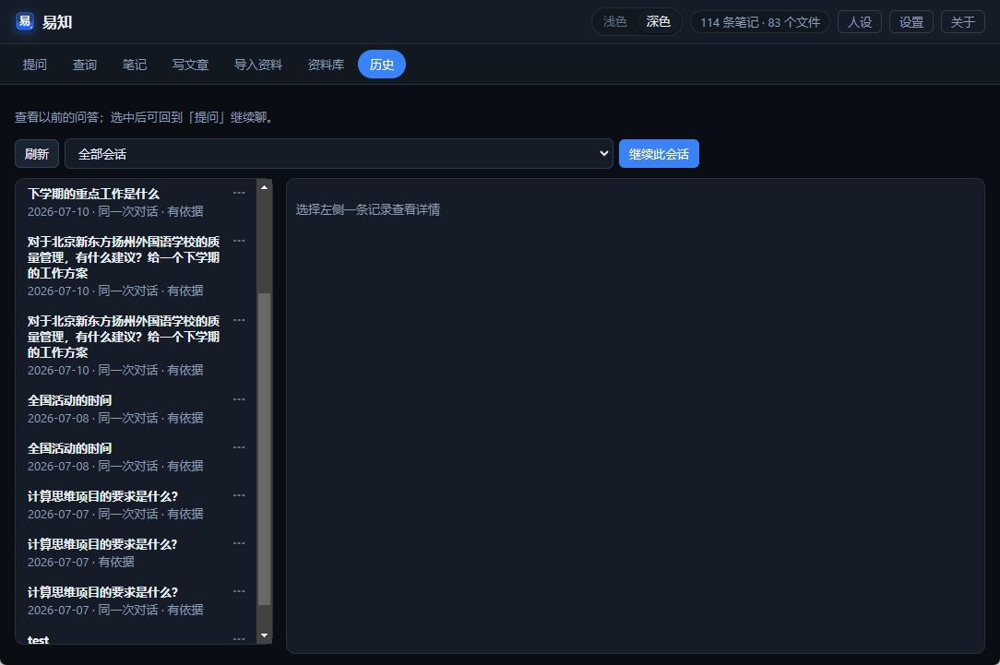 易 易知
浅色 深色 114 条笔记 · 83 个文件 人设 设置 关于
提问 查询 笔记 写文章 导入资料 资料库 历史
查看以前的问答；选中后可回到「提问」继续聊。
刷新 全部会话 继续此会话
下学期的重点工作是什么 ···
2026-07-10 · 同一次对话 · 有依据
对于北京新东方扬州外国语学校的质 ···
量管理，有什么建议？给一个下学期
的工作方案
2026-07-10 · 同一次对话 · 有依据
对于北京新东方扬州外国语学校的质 ···
量管理，有什么建议？给一个下学期
的工作方案
2026-07-10 · 同一次对话 · 有依据
全国活动的时间 ···
2026-07-08 · 同一次对话 · 有依据
全国活动的时间 ···
2026-07-08 · 同一次对话 · 有依据
计算思维项目的要求是什么？ ···
2026-07-07 · 同一次对话 · 有依据
计算思维项目的要求是什么？ ···
2026-07-07 · 有依据
计算思维项目的要求是什么？ ···
2026-07-07 · 同一次对话 · 有依据
test ···
选择左侧一条记录查看详情